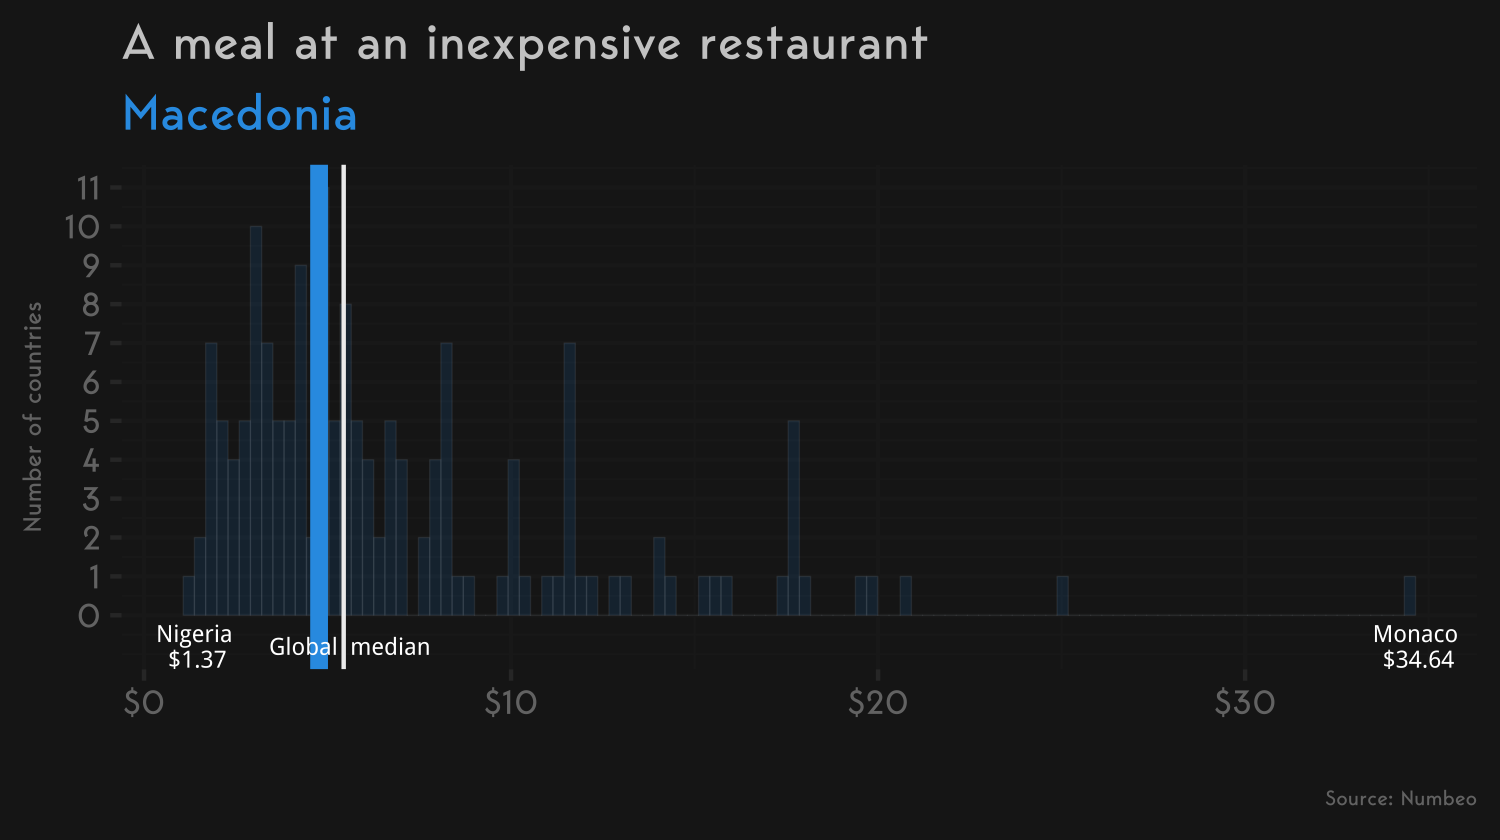 A meal at an inexpensive restaurant
Macedonia
Number of countries
11
10
9
8
7
6
5
4
3
2
1
0
Nigeria
$1.37
Global median
Monaco
$34.64
$0
$10
$20
$30
Source: Numbeo